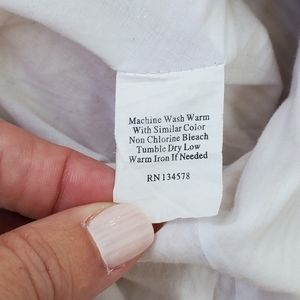 Machine Wash Warm
With Similar Color
Non Chlorine Bleach
Tumble Dry Low
Warm Iron If Needed
RN 134578